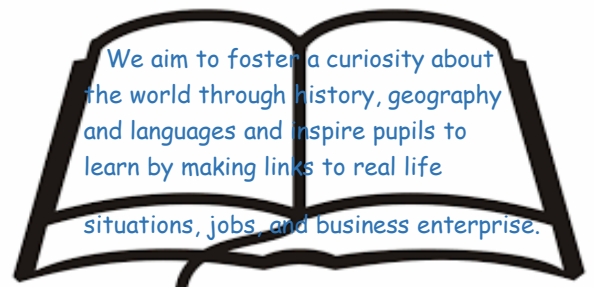 We aim to foster a curiosity about
the world through history, geography
and languages and inspire pupils to
learn by making links to real life
situations, jobs, and business enterprise.